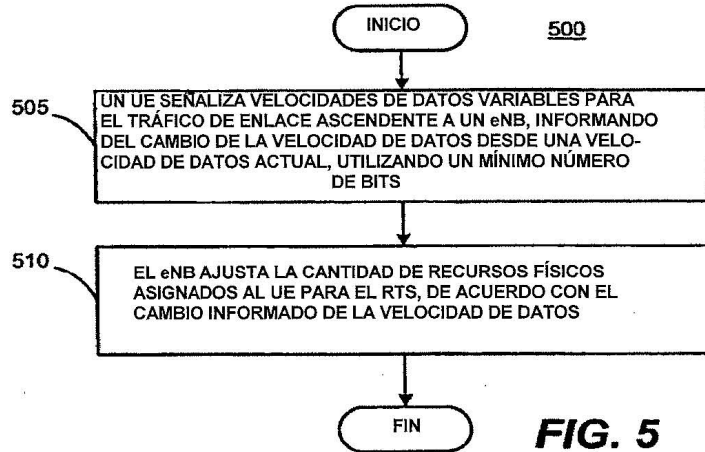 INICIO
500
505
UN UE SEÑALIZA VELOCIDADES DE DATOS VARIABLES PARA
EL TRÁFICO DE ENLACE ASCENDENTE A UN eNB, INFORMANDO
DEL CAMBIO DE LA VELOCIDAD DE DATOS DESDE UNA VELO-
CIDAD DE DATOS ACTUAL, UTILIZANDO UN MÍNIMO NÚMERO
DE BITS
510
EL eNB AJUSTA LA CANTIDAD DE RECURSOS FÍSICOS
ASIGNADOS AL UE PARA EL RTS, DE ACUERDO CON EL
CAMBIO INFORMADO DE LA VELOCIDAD DE DATOS
FIN
FIG. 5